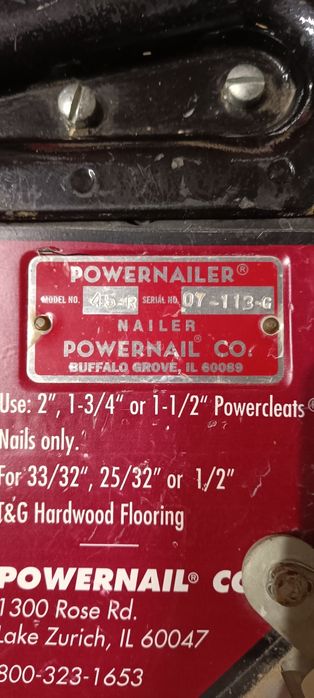 POWERNAILER®
MODEL NO. 45-R SERIAL NO. 07-113-G
NAILER
POWERNAIL® CO.
BUFFALO GROVE, IL 60089
Use: 2", 1-3/4" or 1-1/2" Powercleats®
Nails only.
For 33/32", 25/32" or 1/2"
T&G Hardwood Flooring
POWERNAIL® CO
1300 Rose Rd.
Lake Zurich, IL 60047
800-323-1653